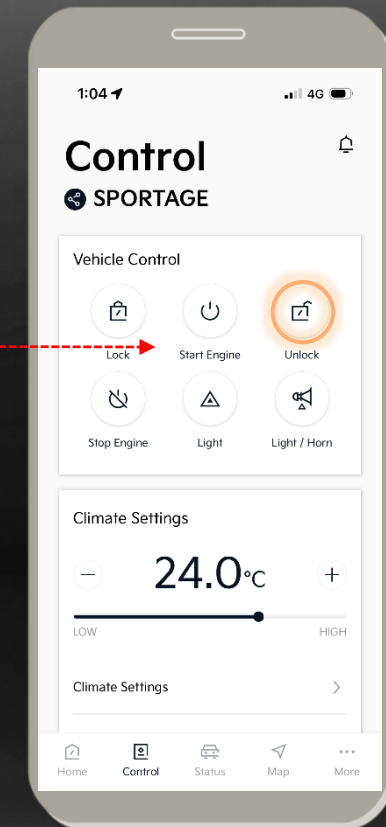 1:04 4G
Control
SPORTAGE
Vehicle Control
Lock Start Engine Unlock
Stop Engine Light Light / Horn
Climate Settings
24.0°C
LOW HIGH
Climate Settings
Home Control Status Map More